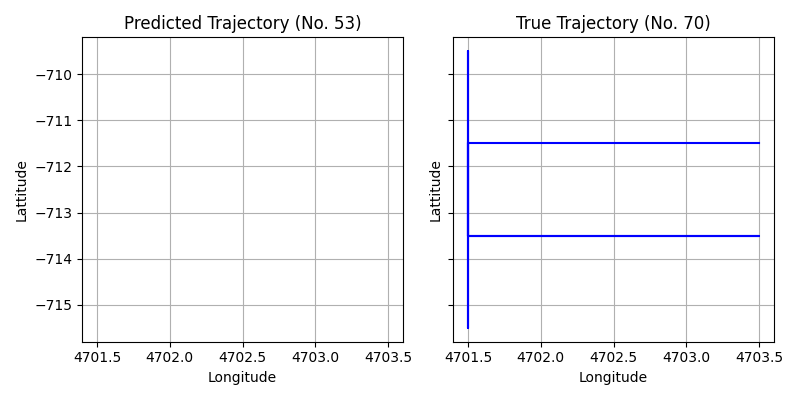 Predicted Trajectory (No. 53)
Lattitude
−710
−711
−712
−713
−714
−715
4701.5 4702.0 4702.5 4703.0 4703.5
Longitude
True Trajectory (No. 70)
Lattitude
4701.5 4702.0 4702.5 4703.0 4703.5
Longitude